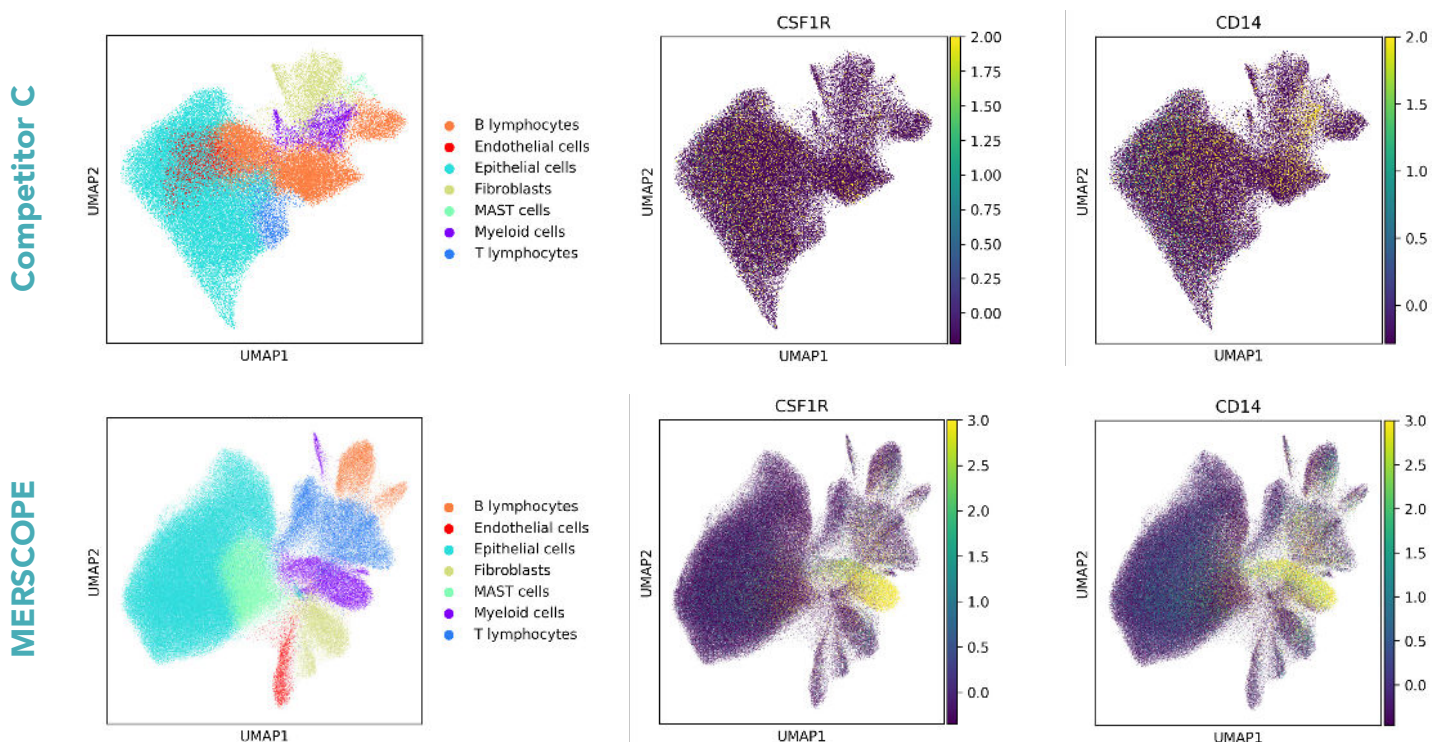 Competitor C
UMAP2
UMAP1
B lymphocytes
Endothelial cells
Epithelial cells
Fibroblasts
MAST cells
Myeloid cells
T lymphocytes
CSF1R
UMAP2
UMAP1
2.00
1.75
1.50
1.25
1.00
0.75
0.50
0.25
0.00
CD14
UMAP2
UMAP1
2.0
1.5
1.0
0.5
0.0
MERSCOPE
UMAP2
UMAP1
B lymphocytes
Endothelial cells
Epithelial cells
Fibroblasts
MAST cells
Myeloid cells
T lymphocytes
CSF1R
UMAP2
UMAP1
3.0
2.5
2.0
1.5
1.0
0.5
0.0
CD14
UMAP2
UMAP1
3.0
2.5
2.0
1.5
1.0
0.5
0.0